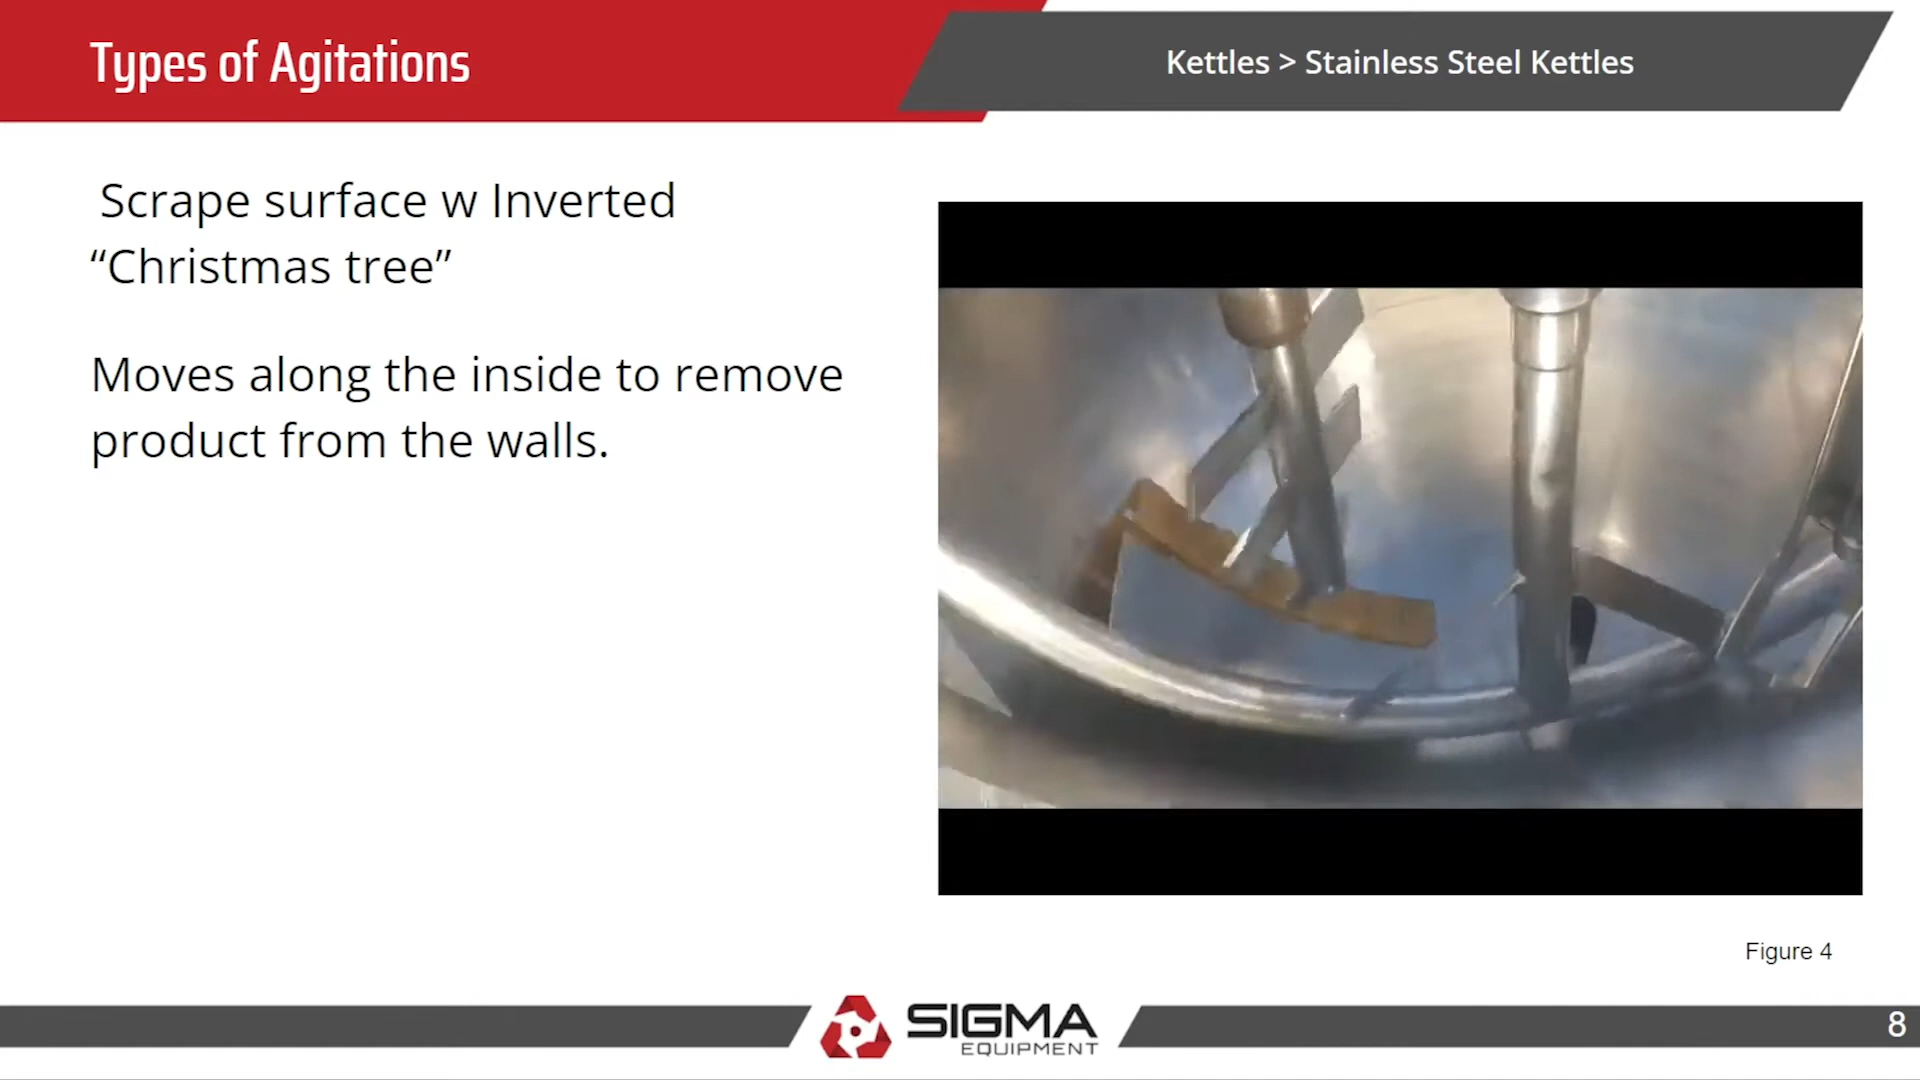 Types of Agitations
Kettles > Stainless Steel Kettles
Scrape surface w Inverted
“Christmas tree”
Moves along the inside to remove
product from the walls.
Figure 4
SIGMA
EQUIPMENT
8